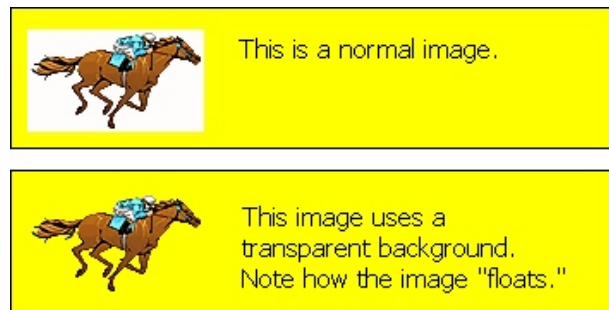 This is a normal image.
This image uses a
transparent background.
Note how the image "floats."